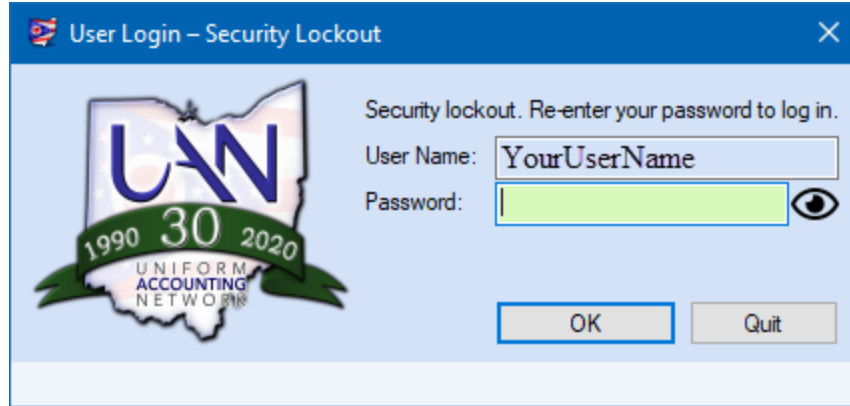 User Login – Security Lockout
Security lockout. Re-enter your password to log in.
User Name: YourUserName
Password:
UAN
1990 30 2020
UNIFORM
ACCOUNTING
NETWORK
OK Quit